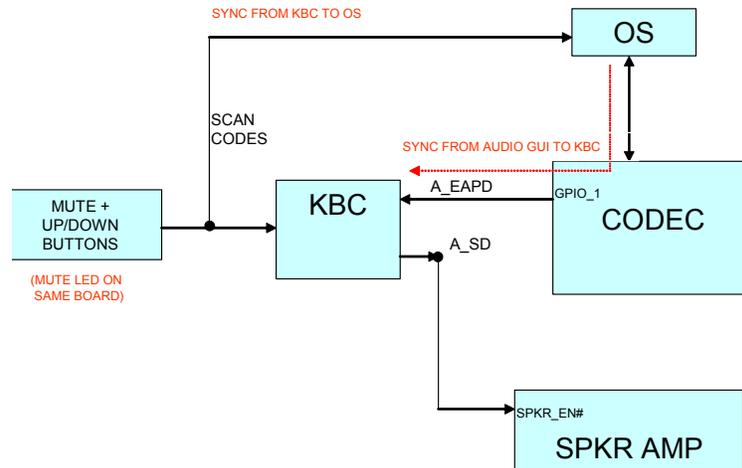 SYNC FROM KBC TO OS
OS
SCAN
CODES
SYNC FROM AUDIO GUI TO KBC
MUTE +
UP/DOWN
BUTTONS
KBC
A_EAPD
GPIO_1
CODEC
A_SD
(MUTE LED ON
SAME BOARD)
SPKR_EN#
SPKR AMP